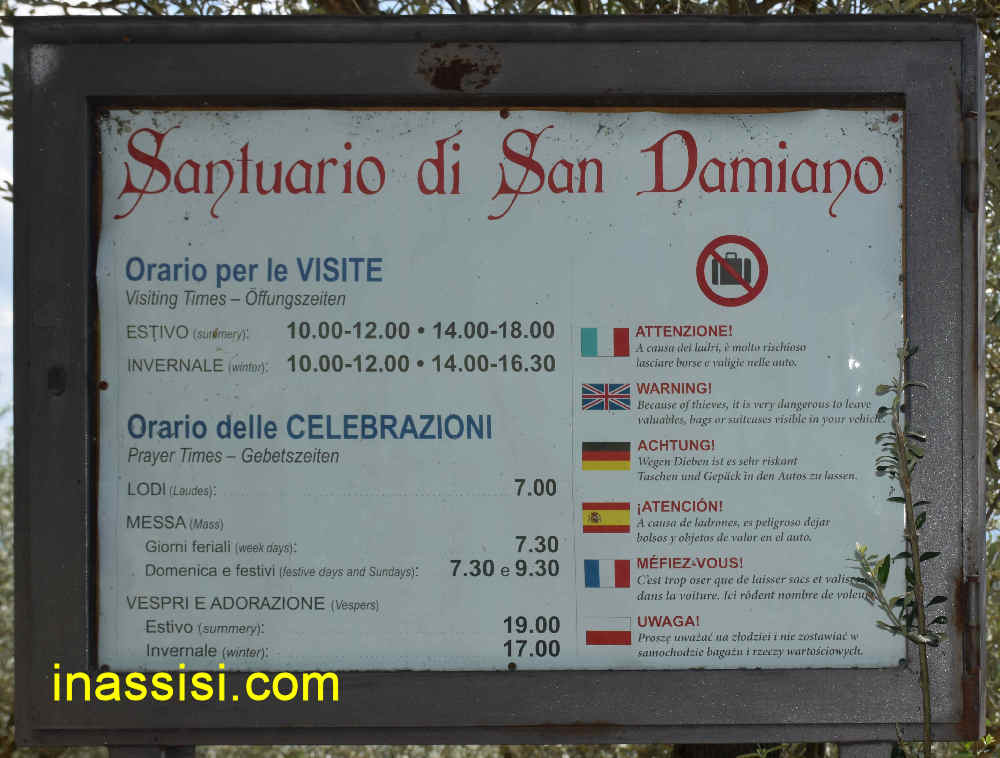 Santuario di San Damiano
Orario per le VISITE
Visiting Times – Öffungszeiten
ESTIVO (summery): 10.00-12.00 • 14.00-18.00
INVERNALE (winter): 10.00-12.00 • 14.00-16.30
Orario delle CELEBRAZIONI
Prayer Times – Gebetszeiten
LODI (Laudes): 7.00
MESSA (Mass)
Giorni feriali (week days): 7.30
Domenica e festivi (festive days and Sundays): 7.30 e 9.30
VESPRI E ADORAZIONE (Vespers)
Estivo (summery): 19.00
Invernale (winter): 17.00
ATTENZIONE!
A causa dei ladri, è molto rischioso
lasciare borse e valigie nelle auto.
WARNING!
Because of thieves, it is very dangerous to leave
valuables, bags or suitcases visible in your vehicle.
ACHTUNG!
Wegen Dieben ist es sehr riskant
Taschen und Gepäck in den Autos zu lassen.
¡ATENCIÓN!
A causa de ladrones, es peligroso dejar
bolsos y objetos de valor en el auto.
MÉFIEZ-VOUS!
C'est trop oser que de laisser sacs et
dans la voiture. Ici rôdent nombre de
UWAGA!
Proszę uważać na złodziei i nie zostawiać w
samochodzie bagażu i rzeczy wartościowych.
inassisi.com